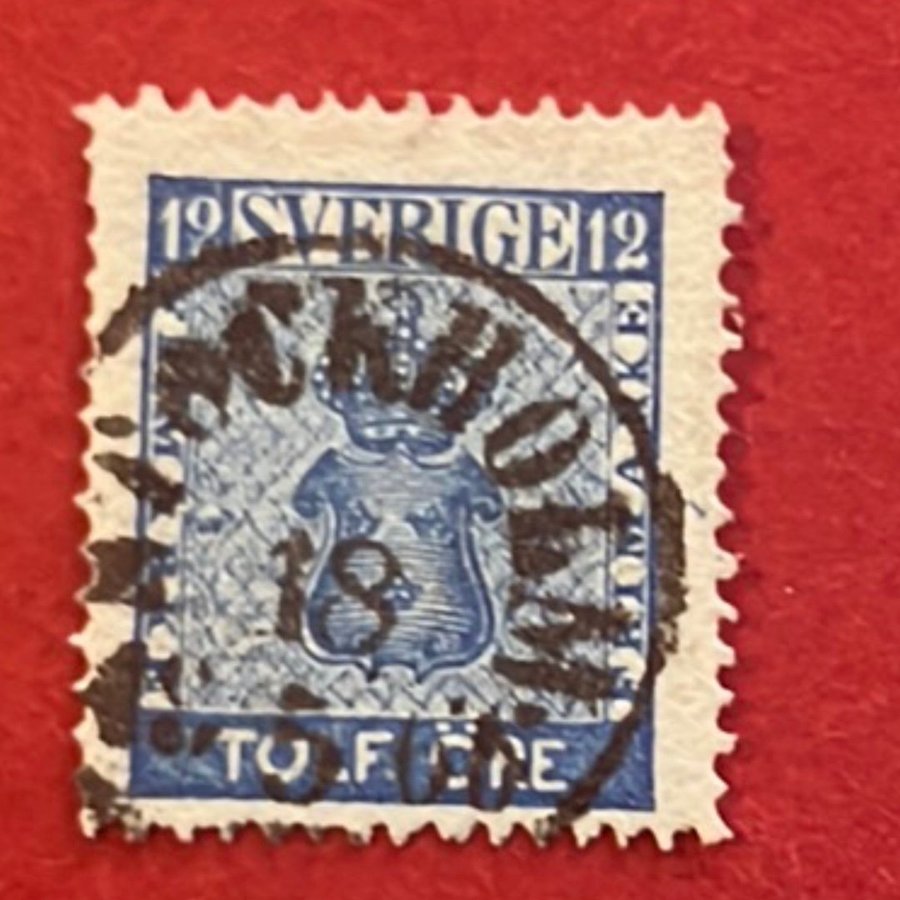 12 SVERIGE 12
FRIMÄRKE
STOCKHOLM
18
TOLF ÖRE